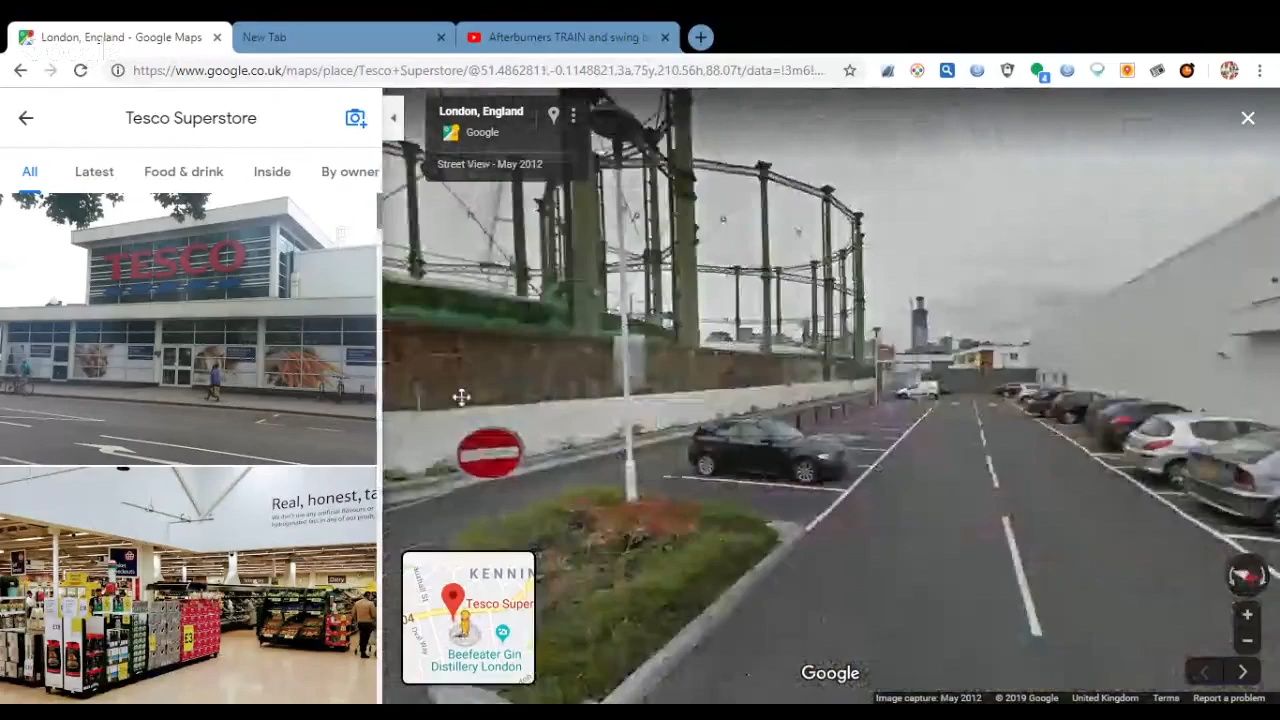 London, England - Google Maps
New Tab
Afterburners TRAIN and swing b
https://www.google.co.uk/maps/place/Tesco+Superstore/@51.4862811,-0.1148821,3a,75y,210.56h,88.07t/data=!3m6!...
Tesco Superstore
All
Latest
Food & drink
Inside
By owner
London, England
Google
Street View - May 2012
TESCO
Real, honest, ta
£3
Dairy
KENNIN
Tesco Super
04
Beefeater Gin
Distillery London
Google
Image capture: May 2012
© 2019 Google
United Kingdom
Terms
Report a problem